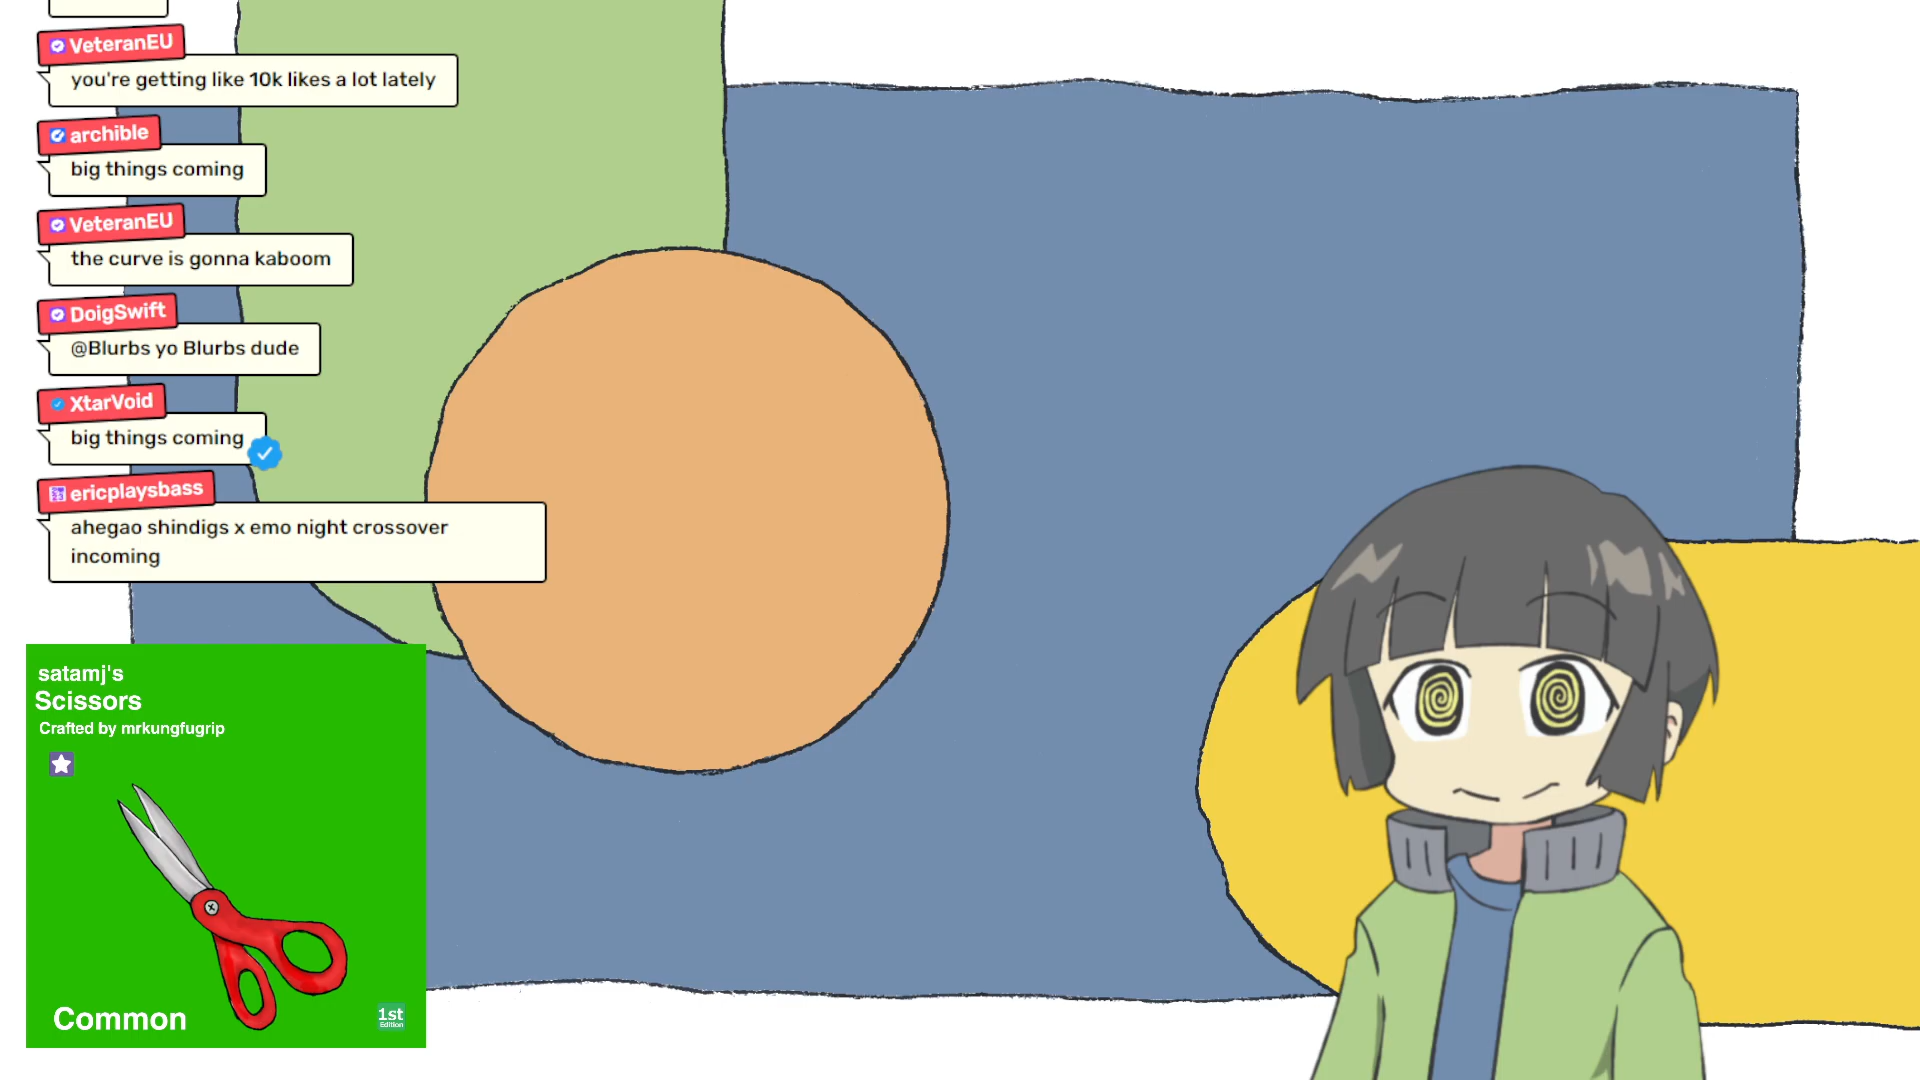 VeteranEU
you're getting like 10k likes a lot lately
archible
big things coming
VeteranEU
the curve is gonna kaboom
DoigSwift
@Blurbs yo Blurbs dude
XtarVoid
big things coming
ericplaysbass
ahegao shindigs x emo night crossover
incoming
satamj's
Scissors
Crafted by mrkungfugrip
Common
1st
Edition